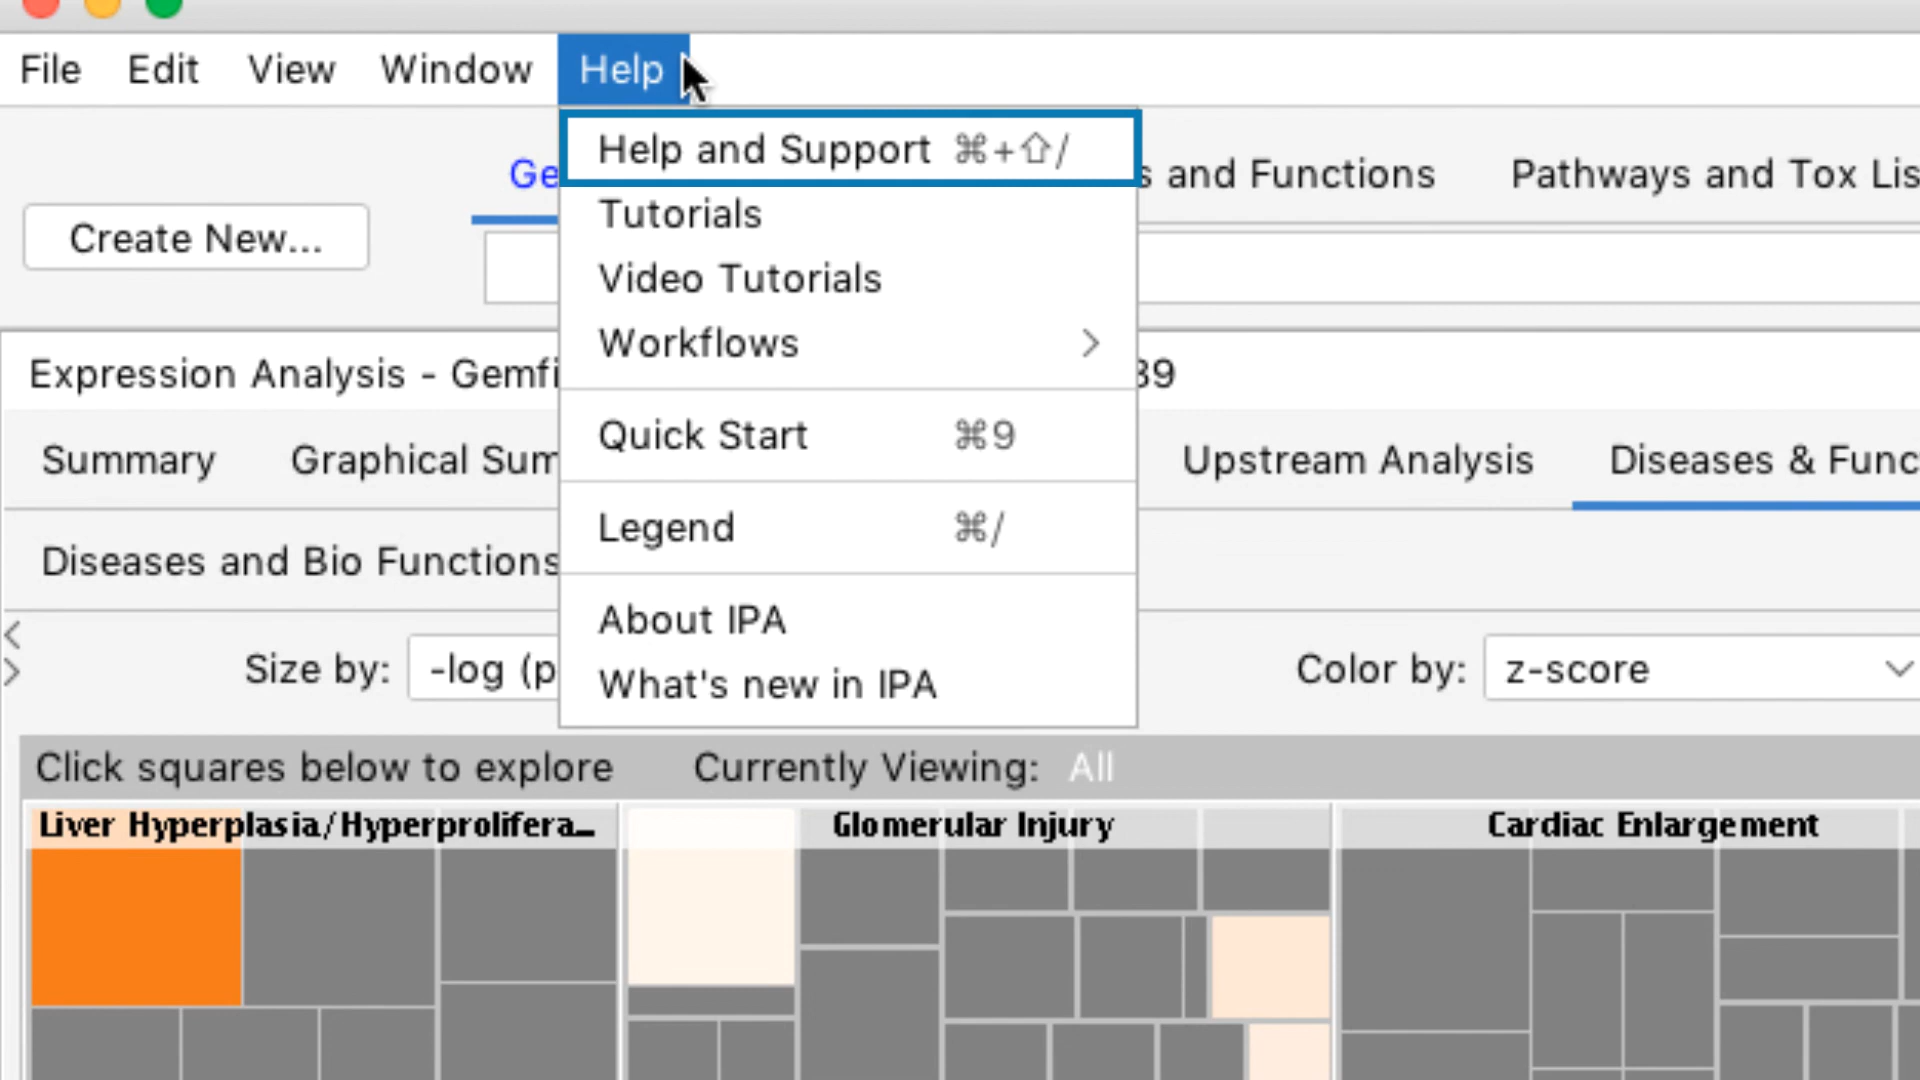 File Edit View Window Help
Help and Support ⌘+⇧/
Ge
s and Functions Pathways and Tox Lis
Tutorials
Create New...
Video Tutorials
Workflows
Expression Analysis - Gemfi
39
Quick Start ⌘9
Summary Graphical Sum
Upstream Analysis Diseases & Func
Legend ⌘/
Diseases and Bio Functions
About IPA
Size by: -log (p
Color by: z-score
What's new in IPA
Click squares below to explore Currently Viewing: All
Liver Hyperplasia/Hyperprolifera... Glomerular Injury Cardiac Enlargement